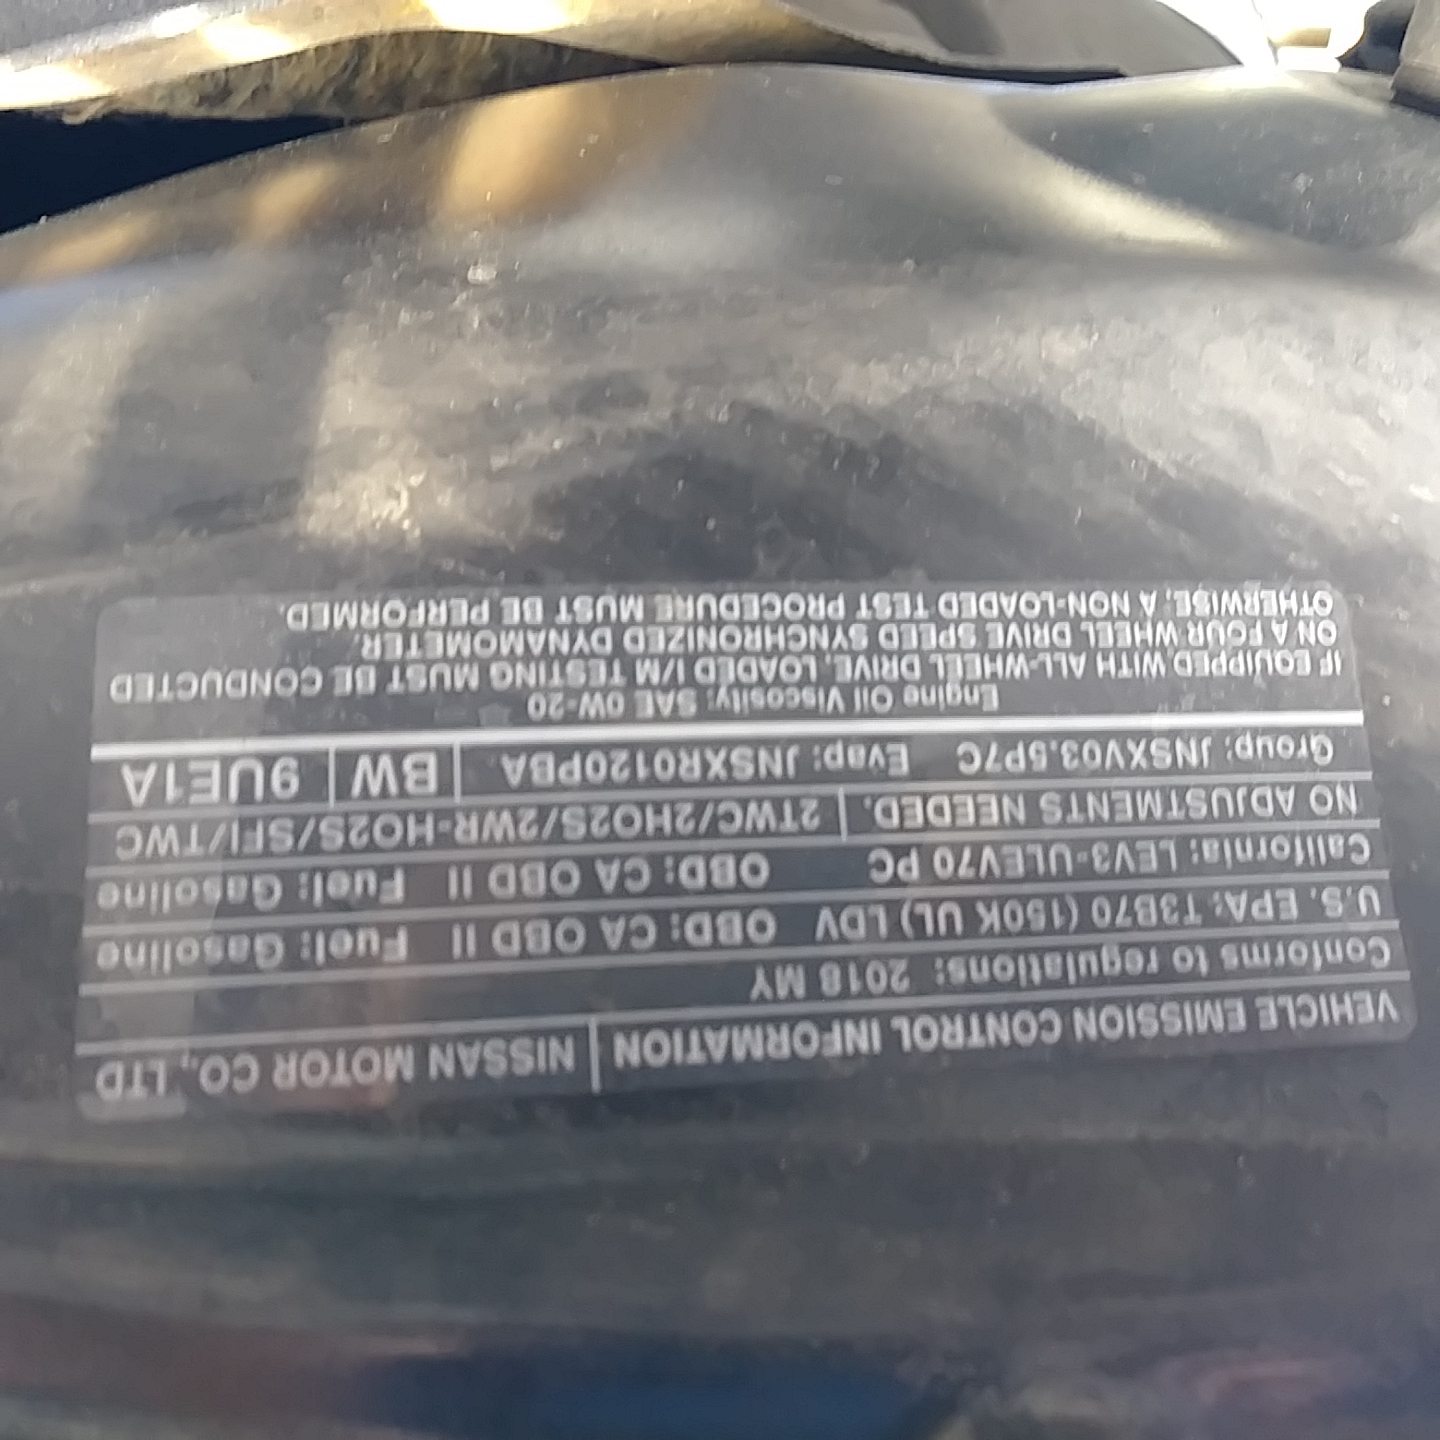 VEHICLE EMISSION CONTROL INFORMATION NISSAN MOTOR CO., LTD
Conforms to regulations: 2018 MY
U.S. EPA: T3B70 (150K UL) LDV OBD: CA OBD II Fuel: Gasoline
California: LEV3-ULEV70 PC OBD: CA OBD II Fuel: Gasoline
NO ADJUSTMENTS NEEDED. 2TWC/2HO2S/2WR-HO2S/SFI/TWC
Group: JNSXV03.5P7C Evap: JNSXR0120PBA BW 9UE1A
Engine Oil Viscosity: SAE 0W-20
IF EQUIPPED WITH ALL-WHEEL DRIVE, LOADED I/M TESTING MUST BE CONDUCTED
ON A FOUR WHEEL DRIVE SPEED SYNCHRONIZED DYNAMOMETER.
OTHERWISE, A NON-LOADED TEST PROCEDURE MUST BE PERFORMED.